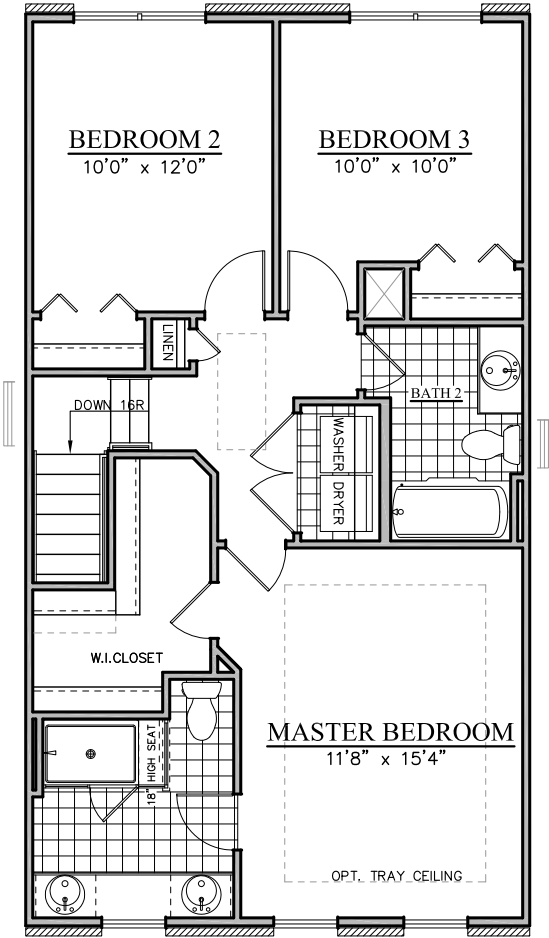 BEDROOM 2
10'0" x 12'0"
BEDROOM 3
10'0" x 10'0"
LINEN
DOWN 16R
BATH 2
WASHER
DRYER
W.I.CLOSET
MASTER BEDROOM
11'8" x 15'4"
18" HIGH SEAT
OPT. TRAY CEILING